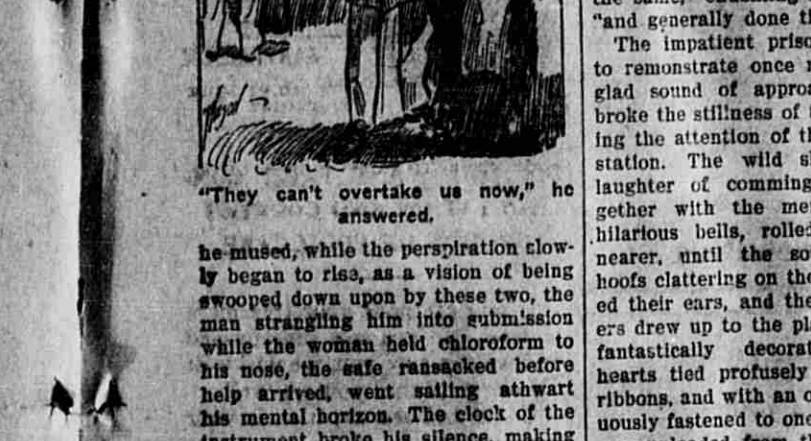 "They can't overtake us now," he
answered.
he mused, while the perspiration slow-
ly began to rise, as a vision of being
swooped down upon by these two, the
man strangling him into submission
while the woman held chloroform to
his nose, the safe ransacked before
help arrived, went sailing athwart
his mental horizon. The clock of the
instrument broke his silence, making
"and generally done
The impatient
to remonstrate once
glad sound of
broke the stillness of
ing the attention of
station. The wild
laughter of
gether with the
hilarious bells,
nearer, until the
hoofs clattering on
ed their ears, and
ers drew up to the
fantastically
hearts tied profusely
ribbons, and with an
uously fastened to